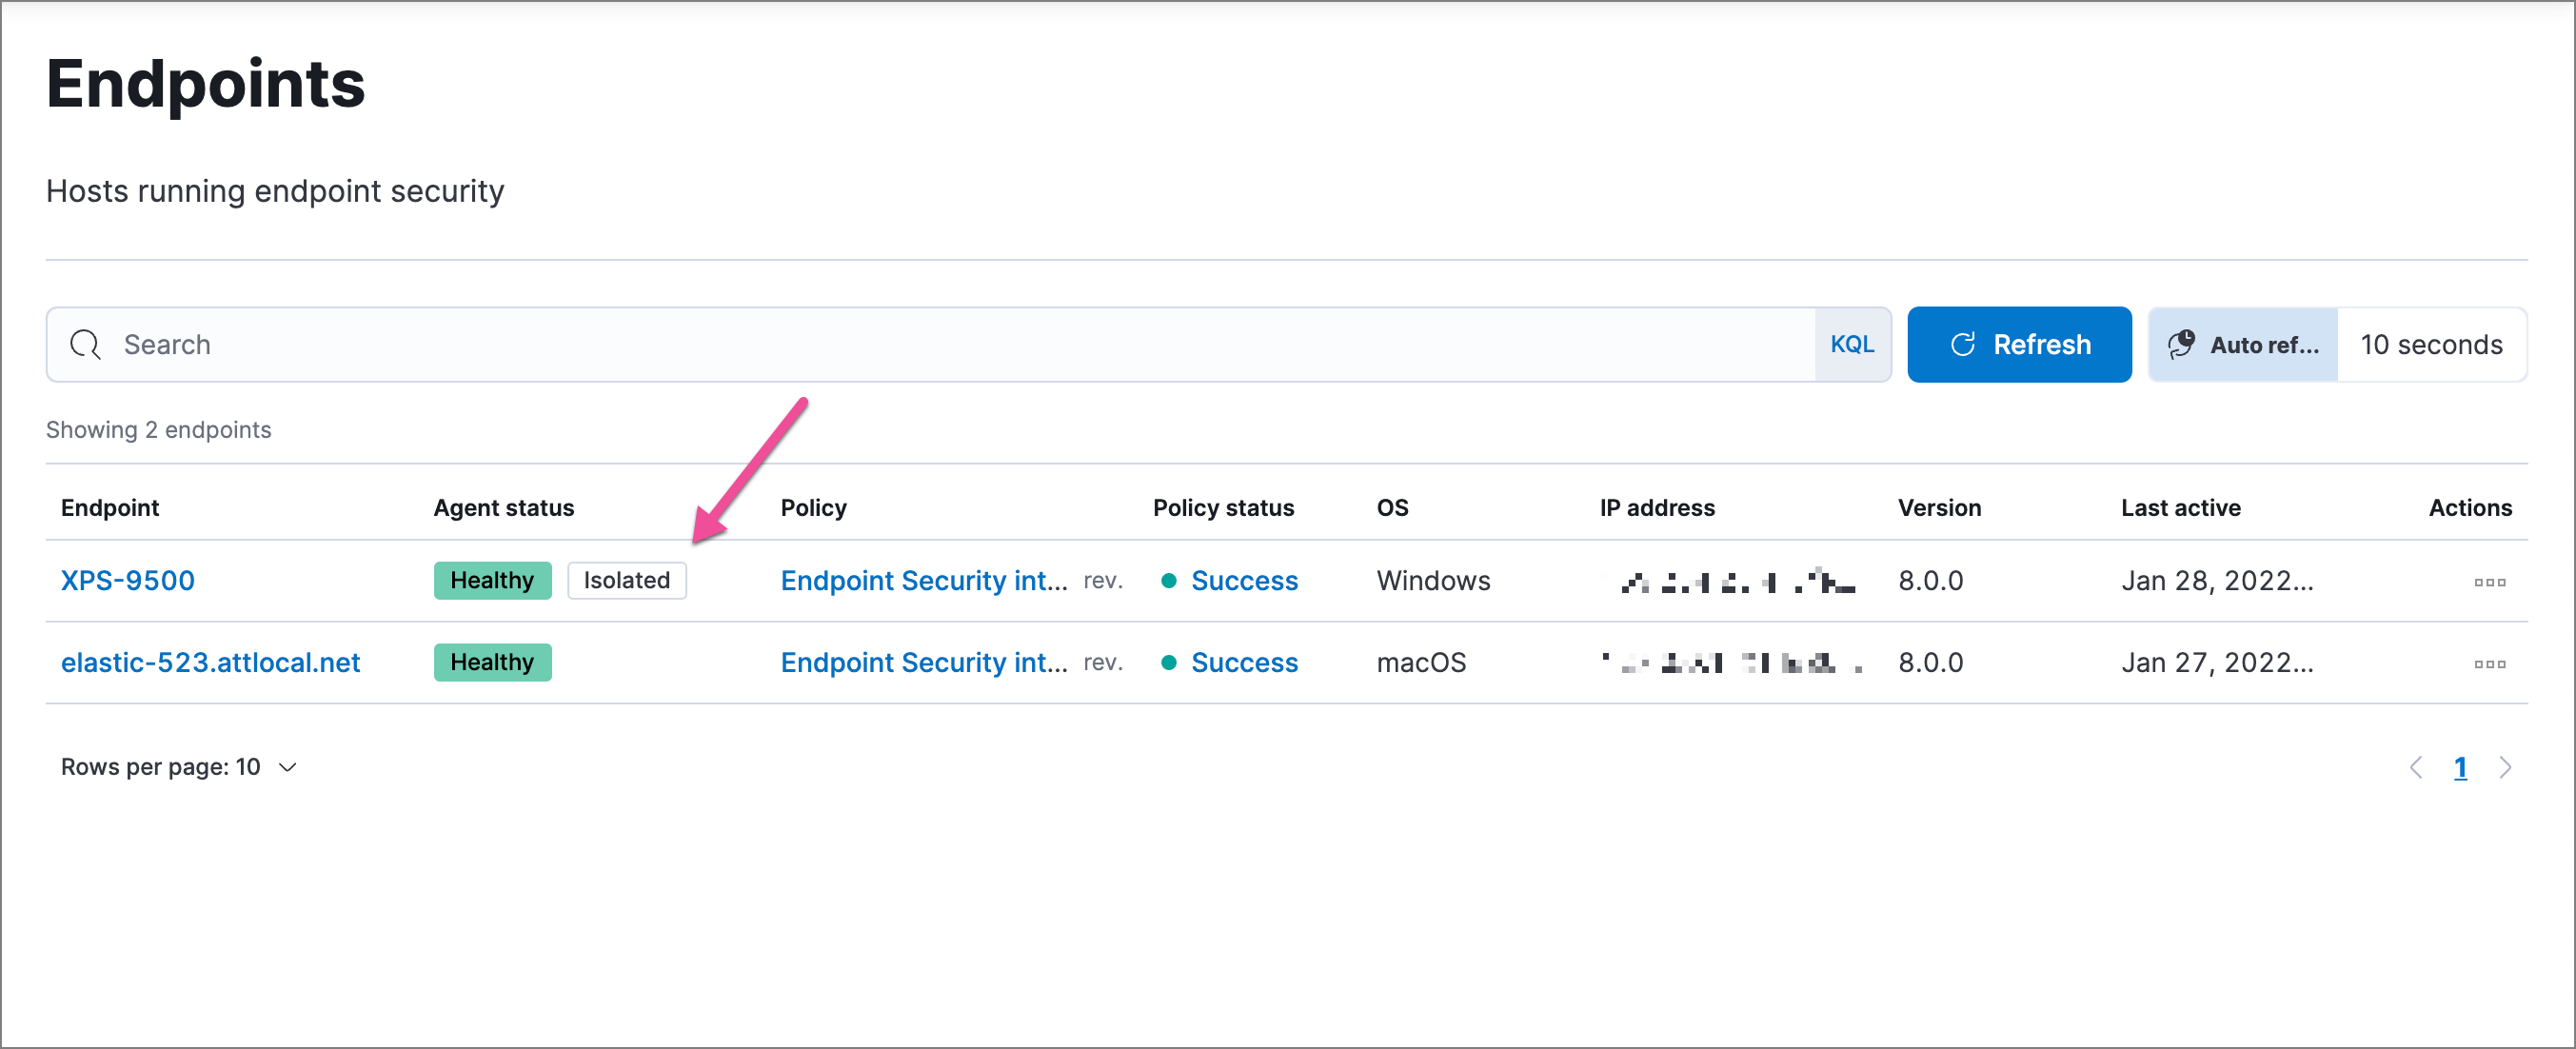 Endpoints
Hosts running endpoint security
Search KQL Refresh Auto ref... 10 seconds
Showing 2 endpoints
Endpoint Agent status Policy Policy status OS IP address Version Last active Actions
XPS-9500 Healthy Isolated Endpoint Security int... rev. Success Windows 8.0.0 Jan 28, 2022...
elastic-523.attlocal.net Healthy Endpoint Security int... rev. Success macOS 8.0.0 Jan 27, 2022...
Rows per page: 10 1